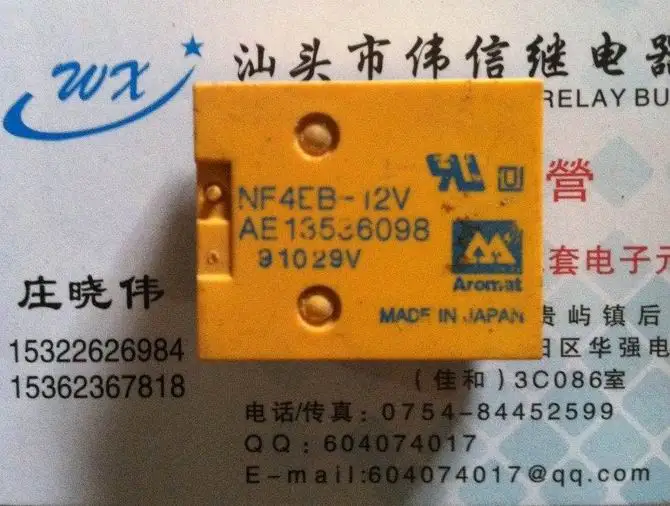 WX
汕头市伟信继电器
RELAY BU
營
NF4EB-12V
AE13536098
91029V
Aromat
MADE IN JAPAN
套电子元
庄晓伟
15322626984
15362367818
贵屿镇后
区华强电
(佳和)3C086室
电话/传真:0754-84452599
QQ:604074017
E-mail:604074017@qq.com